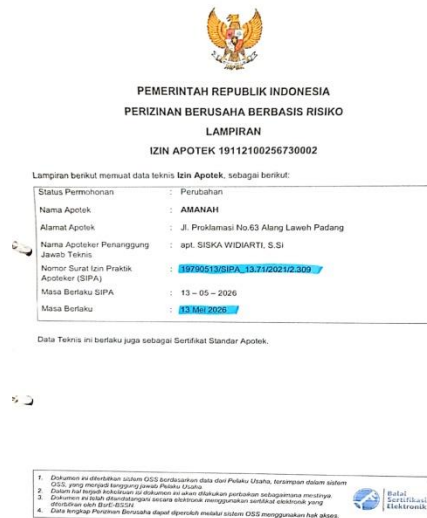 PEMERINTAH REPUBLIK INDONESIA
PERIZINAN BERUSAHA BERBASIS RISIKO
LAMPIRAN
IZIN APOTEK 19112100256730002
Lampiran berikut memuat data teknis Izin Apotek, sebagai berikut:
Status Permohonan : Perubahan
Nama Apotek : AMANAH
Alamat Apotek : Jl. Proklamasi No.63 Alang Laweh Padang
Nama Apoteker Penanggung : apt. SISKA WIDIARTI, S.Si
Jawab Teknis
Nomor Surat Izin Praktik : 19790513/SIPA_13.71/2021/2.309
Apoteker (SIPA)
Masa Berlaku SIPA : 13 – 05 – 2026
Masa Berlaku : 13 Mei 2026
Data Teknis ini berlaku juga sebagai Sertifikat Standar Apotek.
1. Dokumen ini diterbitkan sistem OSS berdasarkan data dari Pelaku Usaha, tersimpan dalam sistem
OSS, yang menjadi tanggung jawab Pelaku Usaha.
2. Dalam hal terjadi kekeliruan isi dokumen ini akan dilakukan perbaikan sebagaimana mestinya.
3. Dokumen ini telah ditandatangani secara elektronik menggunakan sertifikat elektronik yang
diterbitkan oleh BsrE-BSSN.
4. Data lengkap Perizinan Berusaha dapat diperoleh melalui sistem OSS menggunakan hak akses.
Balai
Sertifikasi
Elektronik